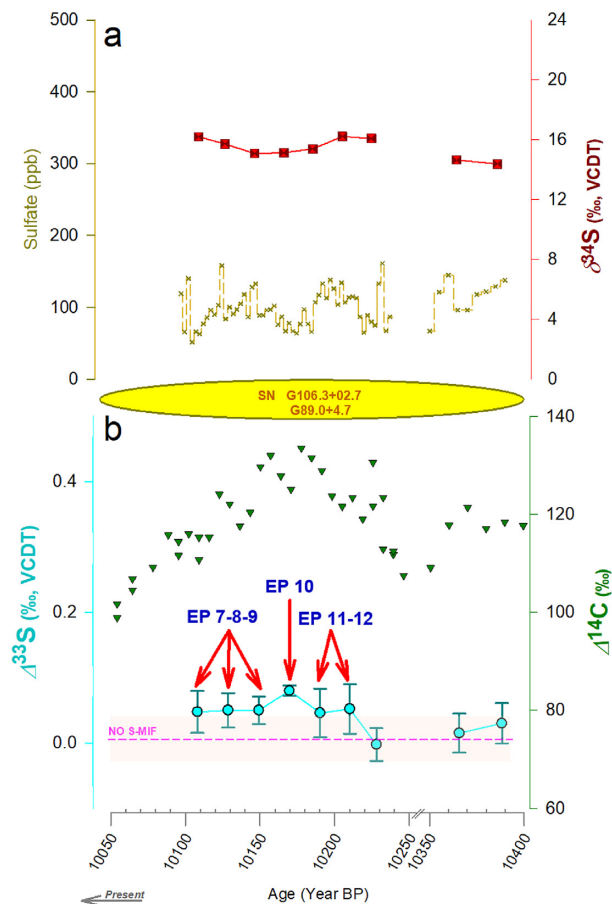 a
500
400
300
200
100
0
Sulfate (ppb)
24
20
16
12
8
4
0
δ34S (‰, VCDT)
SN G106.3+02.7
G89.0+4.7
b
0.4
0.2
0.0
Δ33S (‰, VCDT)
140
120
100
80
60
Δ14C (‰)
EP 10
EP 7-8-9
EP 11-12
NO S-MIF
10050
10100
10150
10200
10250
10350
10400
Present
Age (Year BP)